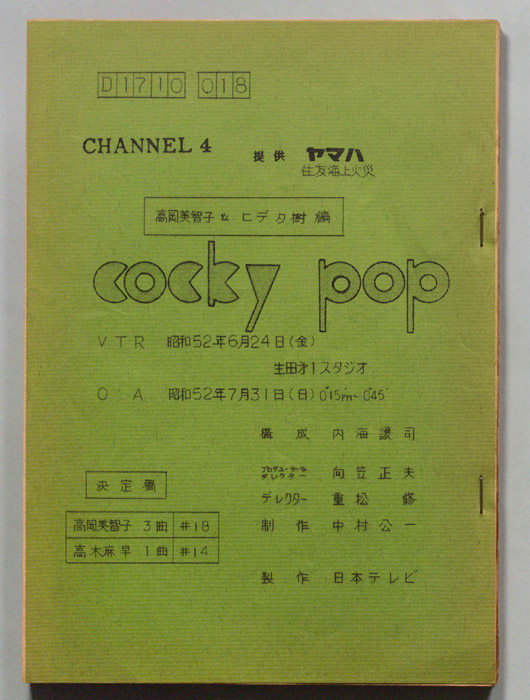 D1710 018
CHANNEL 4 提供 ヤマハ
住友海上火災
高岡美智子 & ヒデタ樹 編
cocky pop
VTR 昭和52年6月24日(金)
生田才1スタジオ
O A 昭和52年7月31日(日) 0°15'PM〜0°45'
構成 内海譲司
プロデューサー&
デレクター 向笠正夫
デレクター 重松 修
制作 中村公一
決定稿
高岡美智子 3曲 #18
高木麻早 1曲 #14
製作 日本テレビ